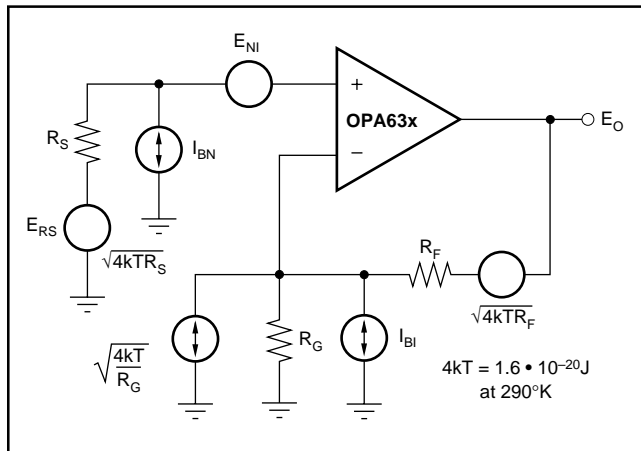 E_NI
+
OPA63x
−
E_O
R_S
I_BN
E_RS
√4kTR_S
R_F
√4kTR_F
√4kT/R_G
R_G
I_BI
4kT = 1.6 • 10^–20J
at 290°K